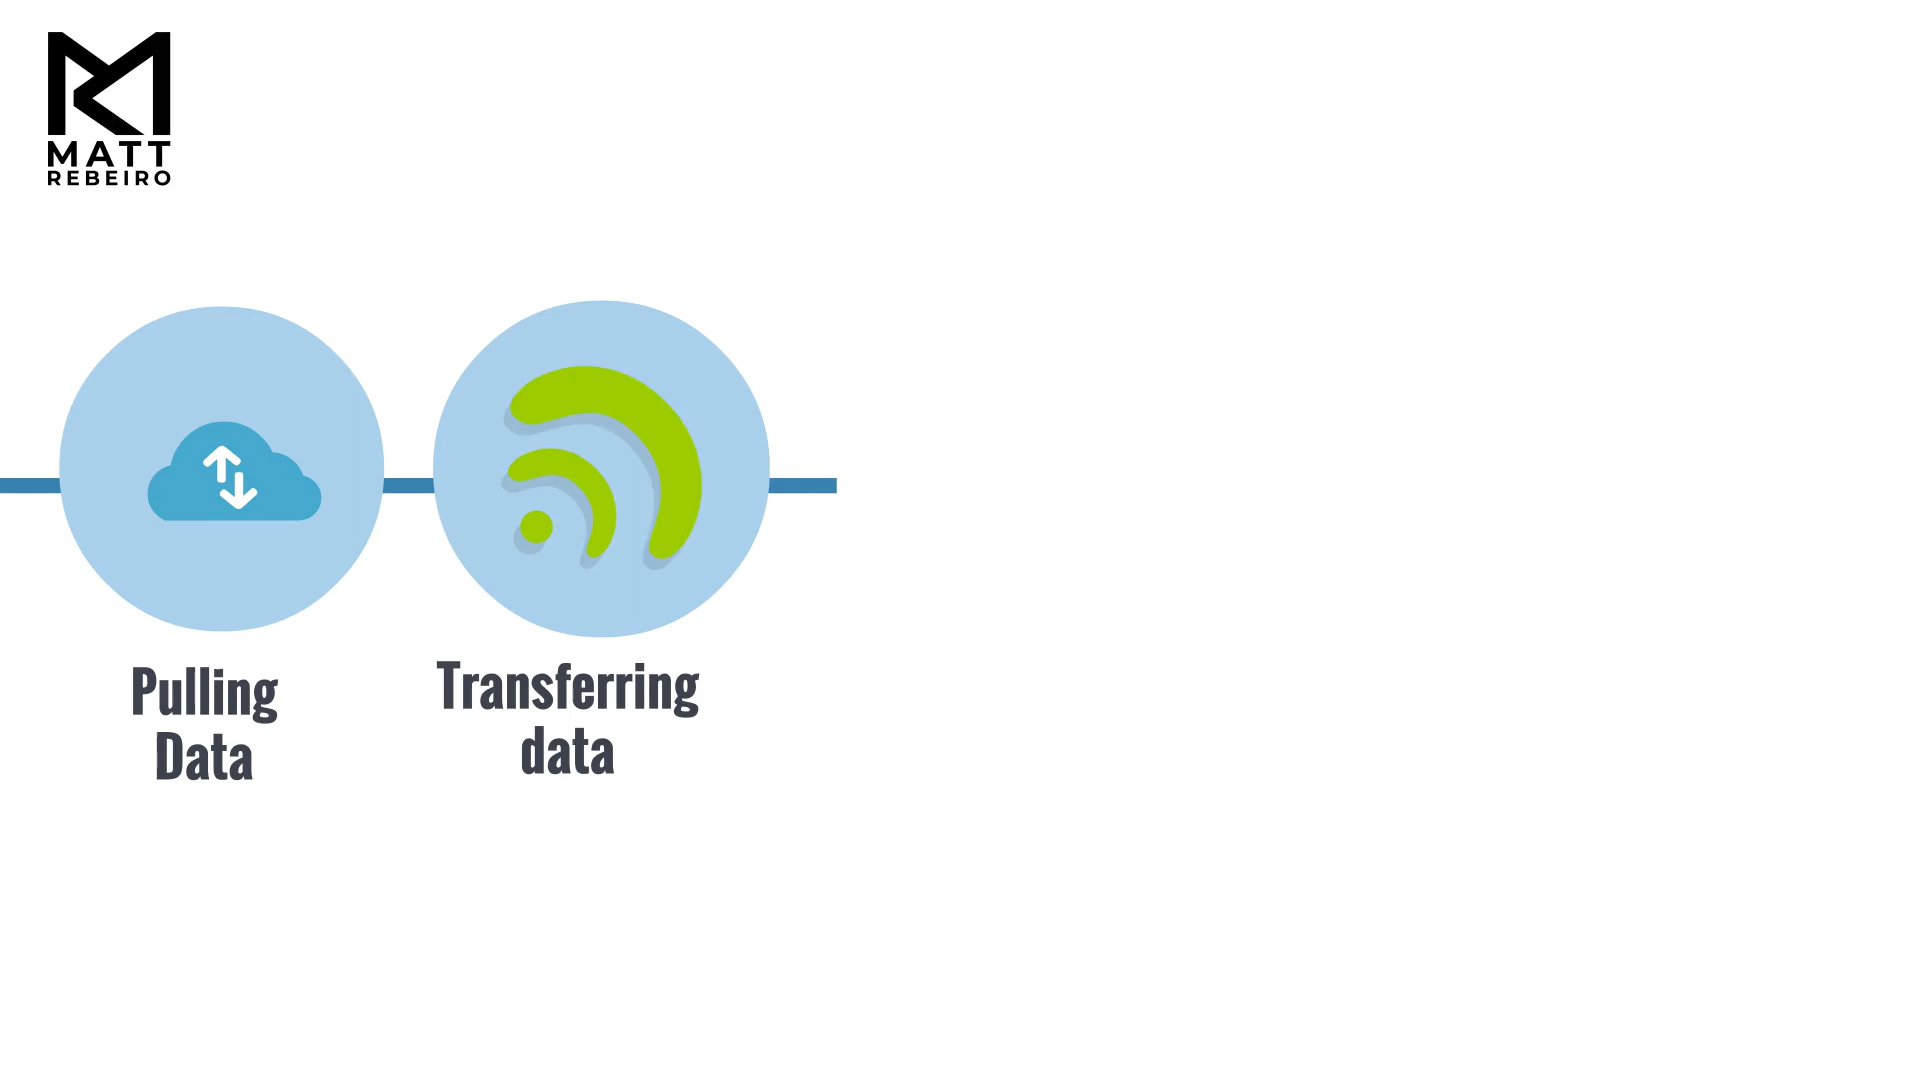 MATT
REBEIRO
Pulling
Data
Transferring
data